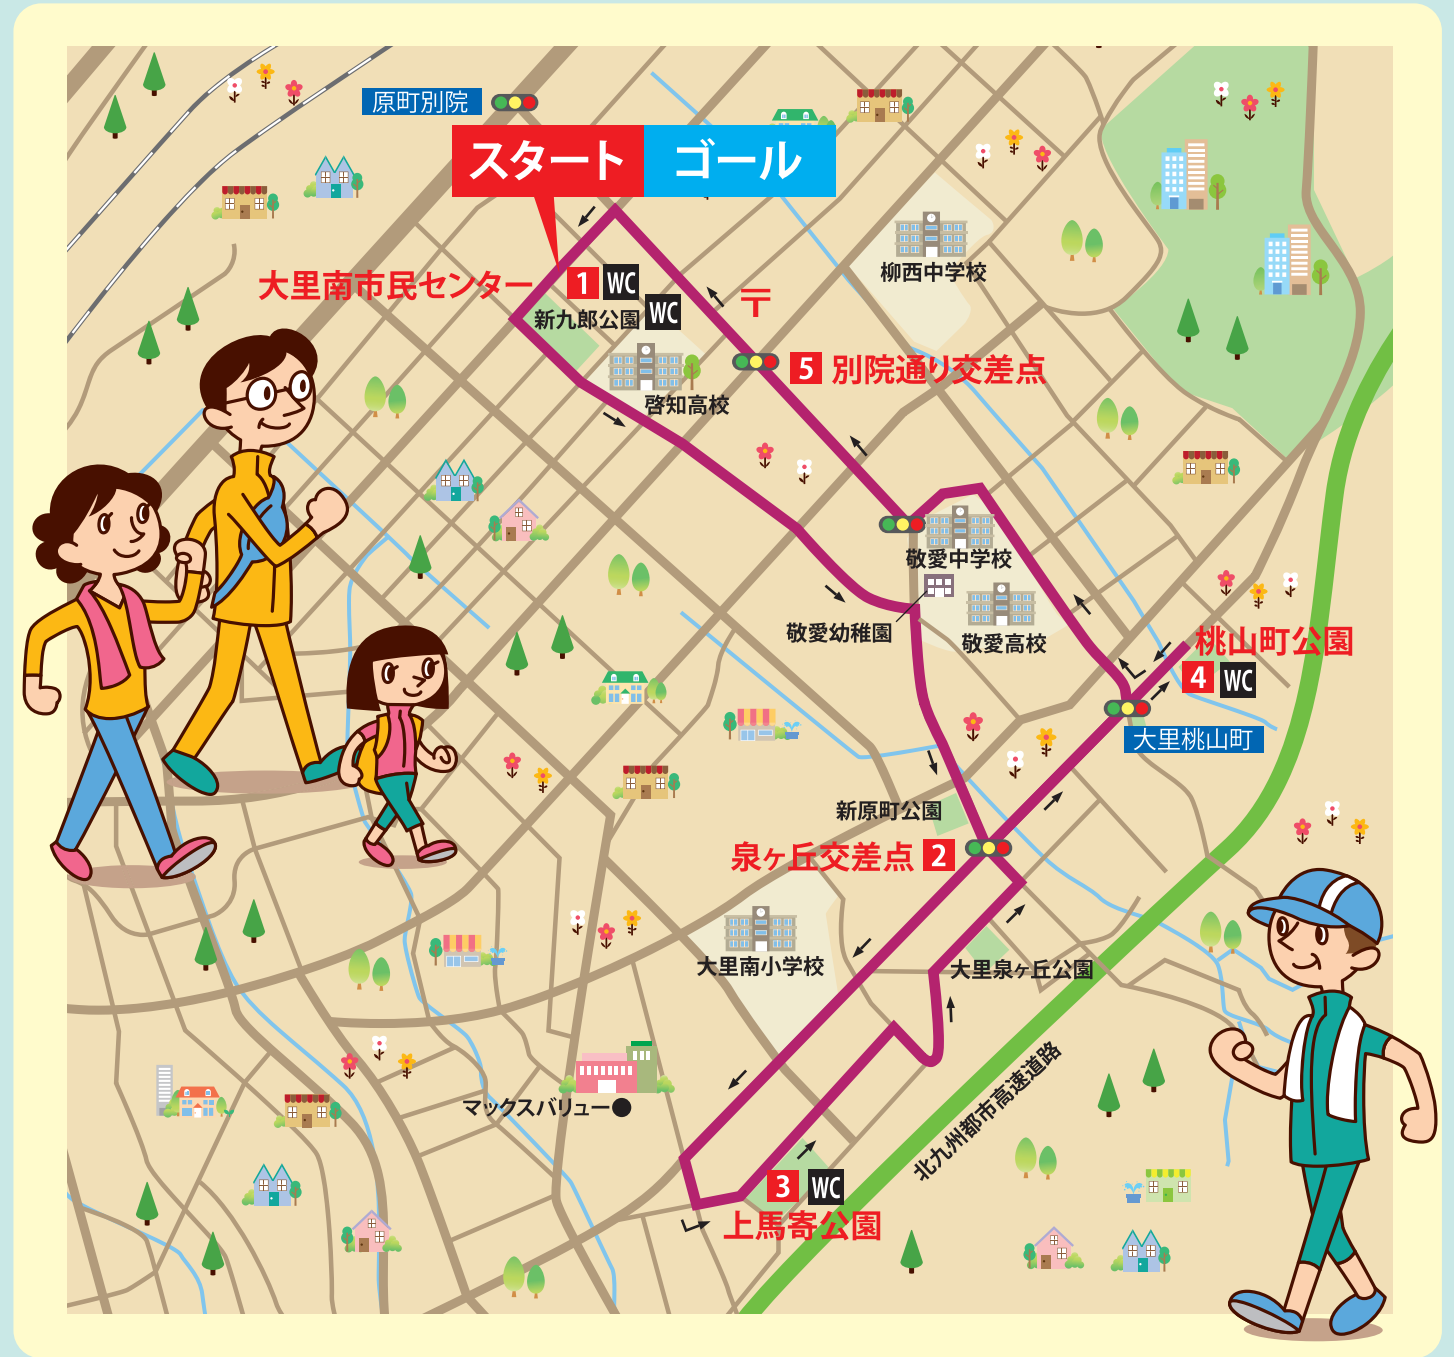 原町別院
スタート ゴール
柳西中学校
大里南市民センター
1 WC
新九郎公園 WC
〒
5 別院通り交差点
啓知高校
敬愛中学校
敬愛幼稚園
敬愛高校
桃山町公園
4 WC
大里桃山町
新原町公園
泉ヶ丘交差点 2
大里南小学校
大里泉ヶ丘公園
北九州都市高速道路
マックスバリュー
3 WC
上馬寄公園